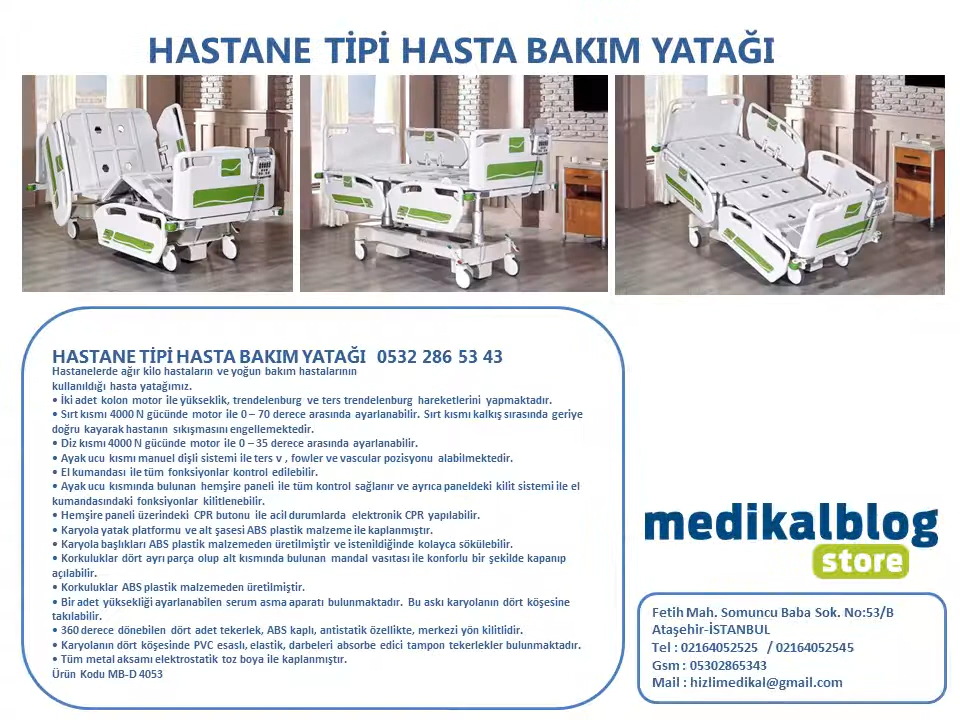 HASTANE TİPİ HASTA BAKIM YATAĞI
HASTANE TİPİ HASTA BAKIM YATAĞI 0532 286 53 43
Hastanelerde ağır kilo hastaların ve yoğun bakım hastalarının
kullanıldığı hasta yatağımız.
• İki adet kolon motor ile yükseklik, trendelenburg ve ters trendelenburg hareketlerini yapmaktadır.
• Sırt kısmı 4000 N gücünde motor ile 0 – 70 derece arasında ayarlanabilir. Sırt kısmı kalkış sırasında geriye
doğru kayarak hastanın sıkışmasını engellemektedir.
• Diz kısmı 4000 N gücünde motor ile 0 – 35 derece arasında ayarlanabilir.
• Ayak ucu kısmı manuel dişli sistemi ile ters v , fowler ve vascular pozisyonu alabilmektedir.
• El kumandası ile tüm fonksiyonlar kontrol edilebilir.
• Ayak ucu kısmında bulunan hemşire paneli ile tüm kontrol sağlanır ve ayrıca paneldeki kilit sistemi ile el
kumandasındaki fonksiyonlar kilitlenebilir.
• Hemşire paneli üzerindeki CPR butonu ile acil durumlarda elektronik CPR yapılabilir.
• Karyola yatak platformu ve alt şasesi ABS plastik malzeme ile kaplanmıştır.
• Karyola başlıkları ABS plastik malzemeden üretilmiştir ve istenildiğinde kolayca sökülebilir.
• Korkuluklar dört ayrı parça olup alt kısmında bulunan mandal vasıtası ile konforlu bir şekilde kapanıp
açılabilir.
• Korkuluklar ABS plastik malzemeden üretilmiştir.
• Bir adet yüksekliği ayarlanabilen serum asma aparatı bulunmaktadır. Bu askı karyolanın dört köşesine
takılabilir.
• 360 derece dönebilen dört adet tekerlek, ABS kaplı, antistatik özellikte, merkezi yön kilitlidir.
• Karyolanın dört köşesinde PVC esaslı, elastik, darbeleri absorbe edici tampon tekerlekler bulunmaktadır.
• Tüm metal aksamı elektrostatik toz boya ile kaplanmıştır.
Ürün Kodu MB-D 4053
medikalblog
store
Fetih Mah. Somuncu Baba Sok. No:53/B
Ataşehir-İSTANBUL
Tel : 02164052525 / 02164052545
Gsm : 05302865343
Mail : hizlimedikal@gmail.com